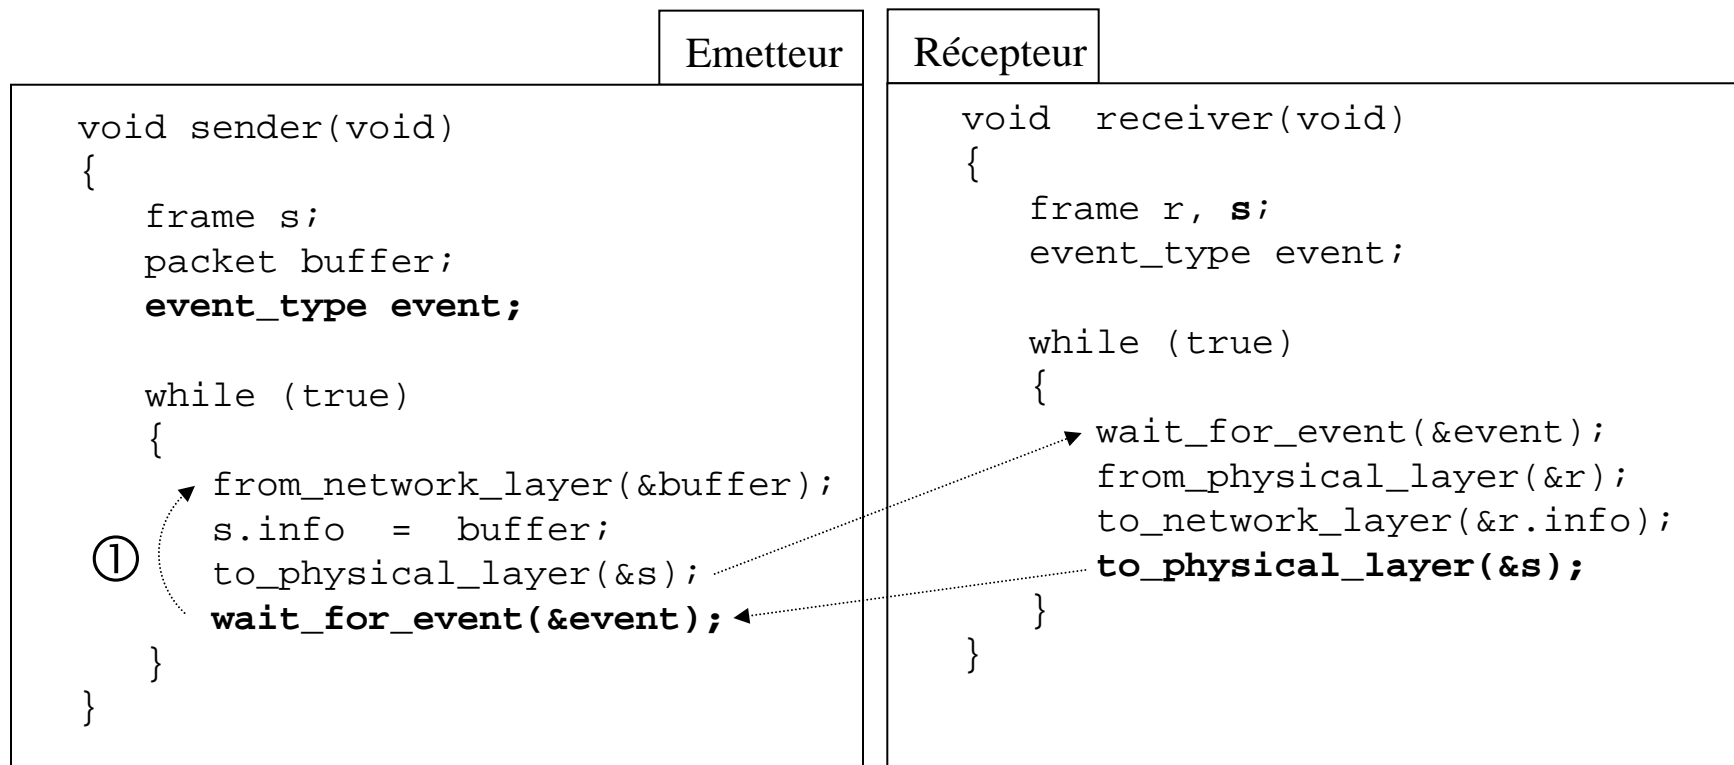 Emetteur
void sender(void)
{
frame s;
packet buffer;
event_type event;
while (true)
{
from_network_layer(&buffer);
s.info = buffer;
①
to_physical_layer(&s);
wait_for_event(&event);
}
}
Récepteur
void receiver(void)
{
frame r, s;
event_type event;
while (true)
{
wait_for_event(&event);
from_physical_layer(&r);
to_network_layer(&r.info);
to_physical_layer(&s);
}
}